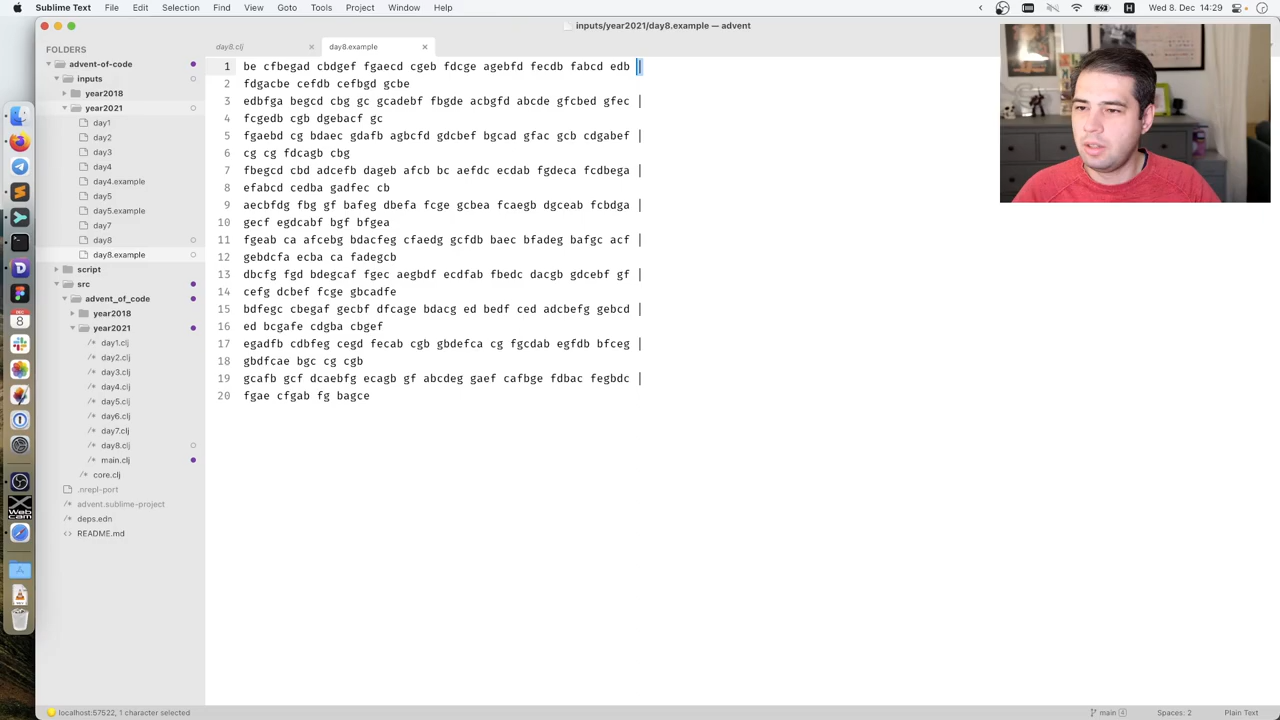 Sublime Text File Edit Selection Find View Goto Tools Project Window Help
Wed 8. Dec 14:29
inputs/year2021/day8.example — advent
FOLDERS
advent-of-code
inputs
year2018
year2021
day1
day2
day3
day4
day4.example
day5
day5.example
day7
day8
day8.example
script
src
advent_of_code
year2018
year2021
/* day1.clj
/* day2.clj
/* day3.clj
/* day4.clj
/* day5.clj
/* day6.clj
/* day7.clj
/* day8.clj
/* main.clj
/* core.clj
.nrepl-port
/* advent.sublime-project
/* deps.edn
<> README.md
day8.clj ×
day8.example ×
1 be cfbegad cbdgef fgaecd cgeb fdcge agebfd fecdb fabcd edb |
2 fdgacbe cefdb cefbgd gcbe
3 edbfga begcd cbg gc gcadebf fbgde acbgfd abcde gfcbed gfec |
4 fcgedb cgb dgebacf gc
5 fgaebd cg bdaec gdafb agbcfd gdcbef bgcad gfac gcb cdgabef |
6 cg cg fdcagb cbg
7 fbegcd cbd adcefb dageb afcb bc aefdc ecdab fgdeca fcdbega |
8 efabcd cedba gadfec cb
9 aecbfdg fbg gf bafeg dbefa fcge gcbea fcaegb dgceab fcbdga |
10 gecf egdcabf bgf bfgea
11 fgeab ca afcebg bdacfeg cfaedg gcfdb baec bfadeg bafgc acf |
12 gebdcfa ecba ca fadegcb
13 dbcfg fgd bdegcaf fgec aegbdf ecdfab fbedc dacgb gdcebf gf |
14 cefg dcbef fcge gbcadfe
15 bdfegc cbegaf gecbf dfcage bdacg ed bedf ced adcbefg gebcd |
16 ed bcgafe cdgba cbgef
17 egadfb cdbfeg cegd fecab cgb gbdefca cg fgcdab egfdb bfceg |
18 gbdfcae bgc cg cgb
19 gcafb gcf dcaebfg ecagb gf abcdeg gaef cafbge fdbac fegbdc |
20 fgae cfgab fg bagce
localhost:57522, 1 character selected
main 4
Spaces: 2
Plain Text